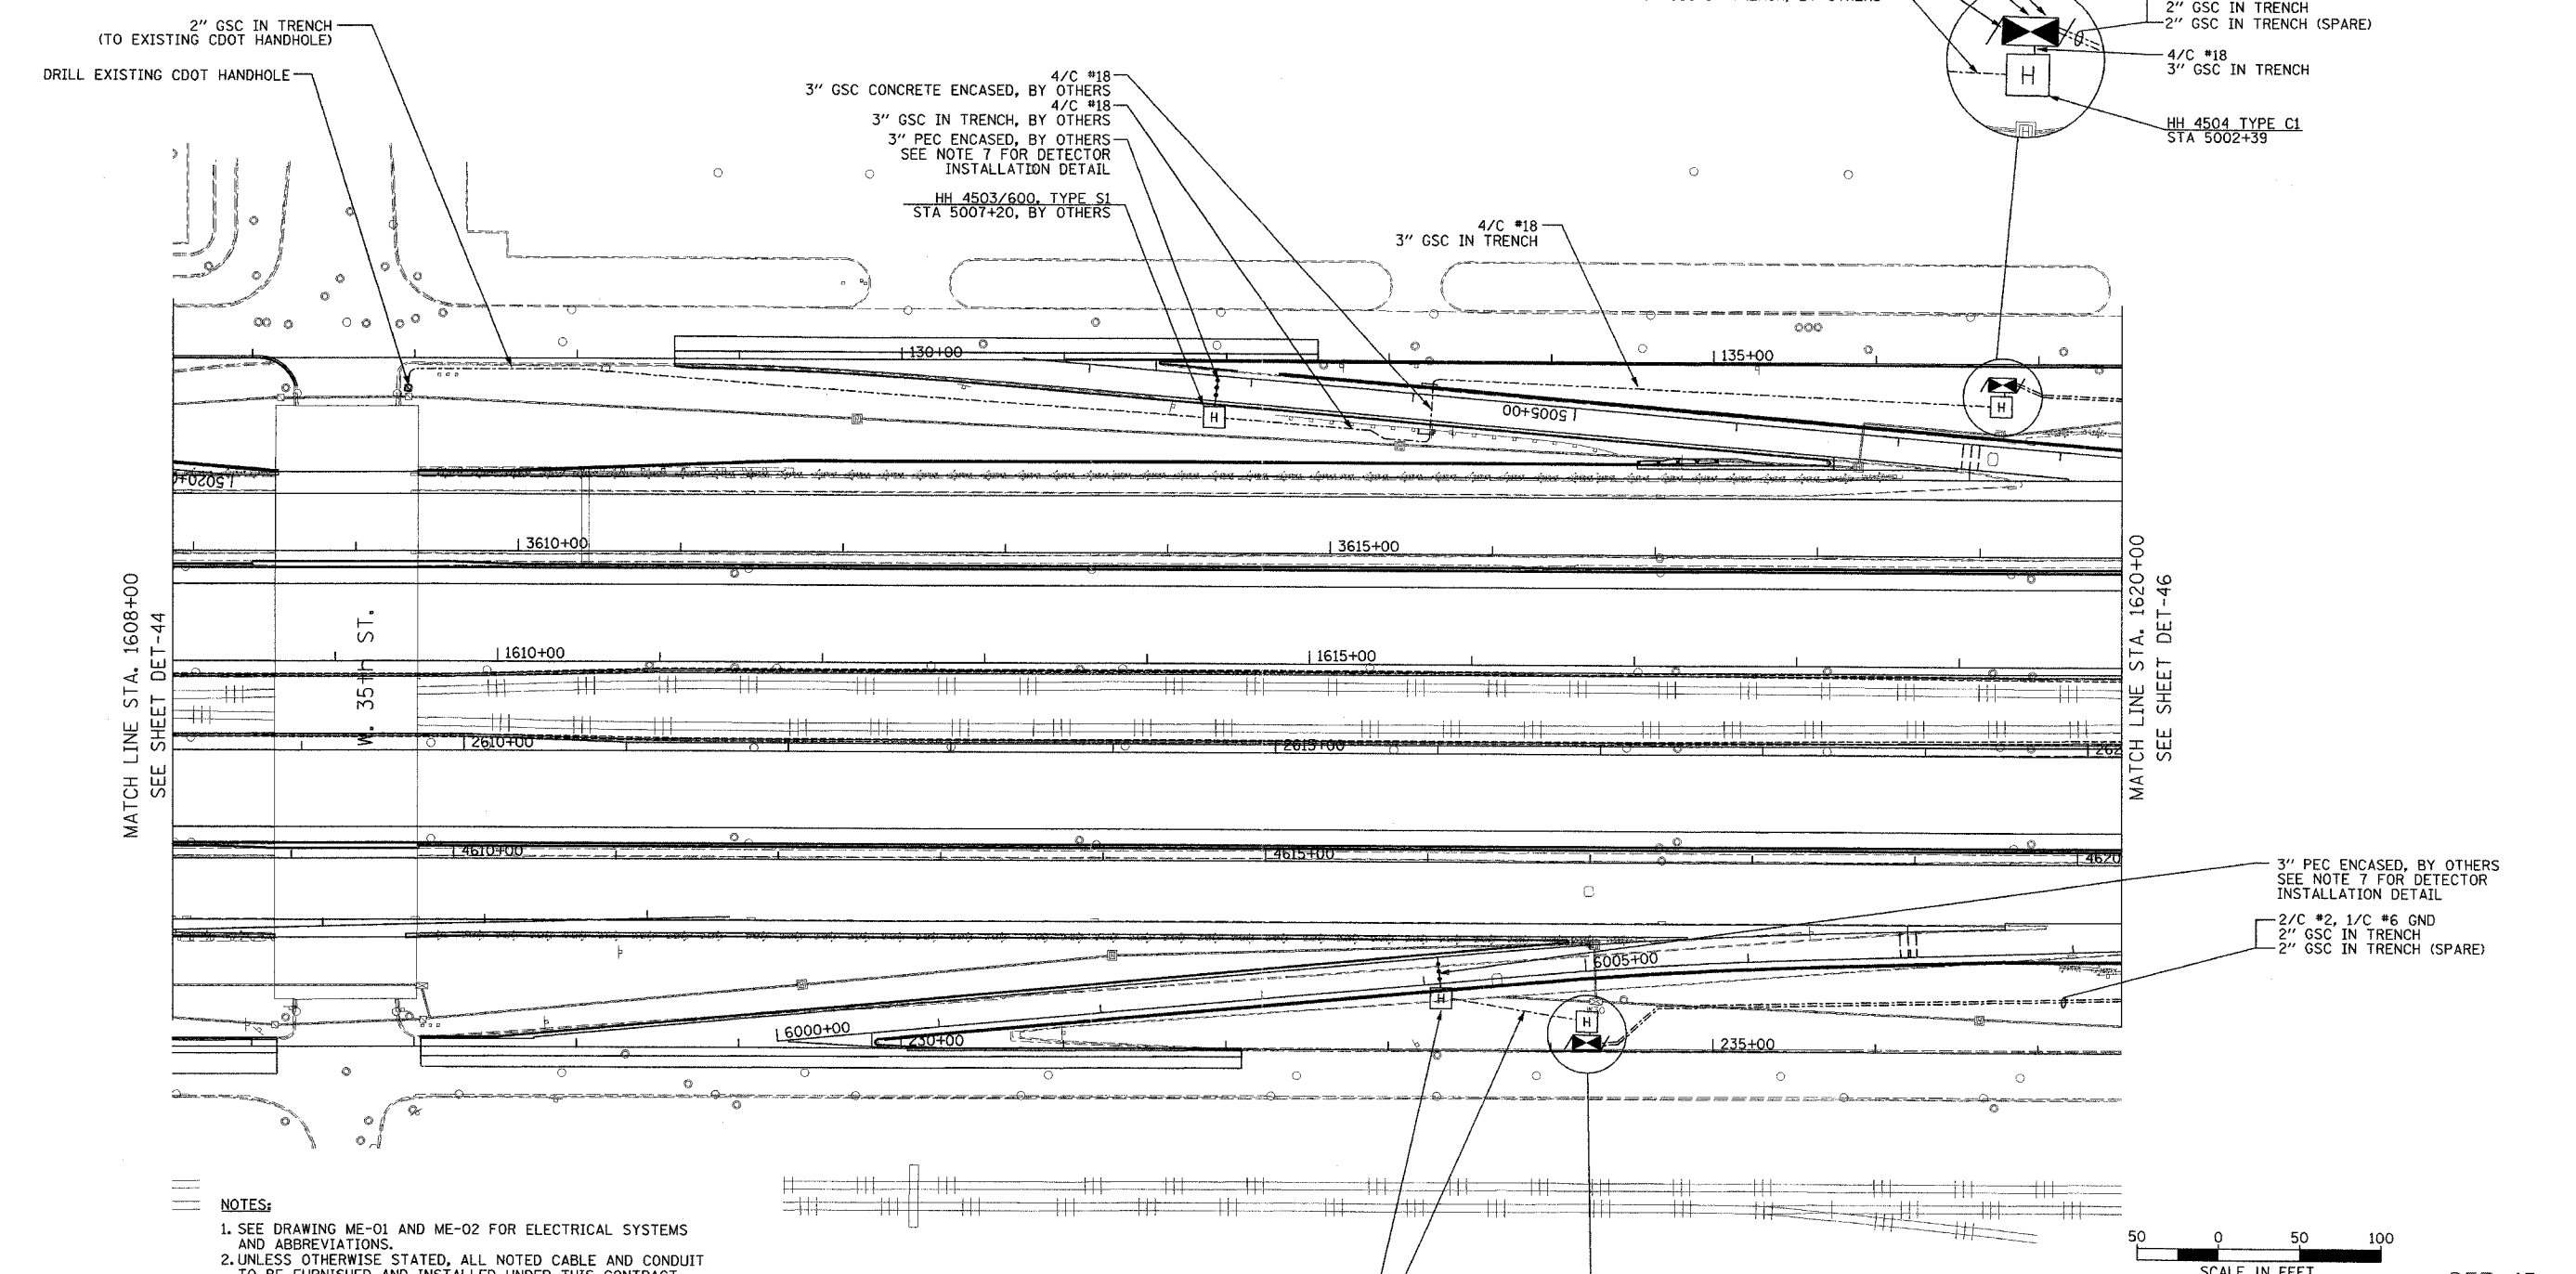 2" GSC IN TRENCH
(TO EXISTING CDOT HANDHOLE)
DRILL EXISTING CDOT HANDHOLE
4/C #18
3" GSC CONCRETE ENCASED, BY OTHERS
4/C #18
3" GSC IN TRENCH, BY OTHERS
3" PEC ENCASED, BY OTHERS
SEE NOTE 7 FOR DETECTOR
INSTALLATION DETAIL
HH 4503/600, TYPE S1
STA 5007+20, BY OTHERS
4/C #18
3" GSC IN TRENCH
2" GSC IN TRENCH
2" GSC IN TRENCH (SPARE)
4/C #18
3" GSC IN TRENCH
H
H
HH 4504 TYPE C1
STA 5002+39
130+00
135+00
H
5005+00
H
3610+00
3615+00
MATCH LINE STA. 1608+00
SEE SHEET DET-44
W. 35TH ST.
1610+00
1615+00
2610+00
2615+00
262
MATCH LINE STA. 1620+00
SEE SHEET DET-46
4610+00
4615+00
4620
3" PEC ENCASED, BY OTHERS
SEE NOTE 7 FOR DETECTOR
INSTALLATION DETAIL
2/C #2, 1/C #6 GND
2" GSC IN TRENCH
2" GSC IN TRENCH (SPARE)
6005+00
H
H
6000+00
230+00
235+00
NOTES:
1. SEE DRAWING ME-01 AND ME-02 FOR ELECTRICAL SYSTEMS
AND ABBREVIATIONS.
2. UNLESS OTHERWISE STATED, ALL NOTED CABLE AND CONDUIT
TO BE FURNISHED AND INSTALLED UNDER THIS CONTRACT
50 0 50 100
SCALE IN FEET